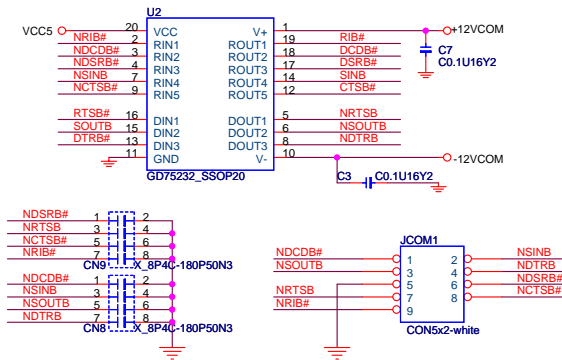 U2
VCC5 20 VCC V+ 1 +12VCOM
NRIB# 2 RIN1 ROUT1 19 RIB#
NDCDB# 3 RIN2 ROUT2 18 DCDB#
NDSRB# 4 RIN3 ROUT3 17 DSRB#
NSINB 7 RIN4 ROUT4 14 SINB
NCTSB# 9 RIN5 ROUT5 12 CTSB#
C7
C0.1U16Y2
RTSB# 16 DIN1 DOUT1 5 NRTSB
SOUTB 15 DIN2 DOUT2 6 NSOUTB
DTRB# 13 DIN3 DOUT3 8 NDTRB
11 GND V- 10 -12VCOM
GD75232_SSOP20
C3 C0.1U16Y2
NDSRB# 1 2
NRTSB 3 4
NCTSB# 5 6
NRIB# 7 8
CN9 X_8P4C-180P50N3
NDCDB# 1 2
NSINB 3 4
NSOUTB 5 6
NDTRB 7 8
CN8 X_8P4C-180P50N3
JCOM1
NDCDB# 1 2 NSINB
NSOUTB 3 4 NDTRB
5 6 NDSRB#
NRTSB 7 8 NCTSB#
NRIB# 9
CON5x2-white